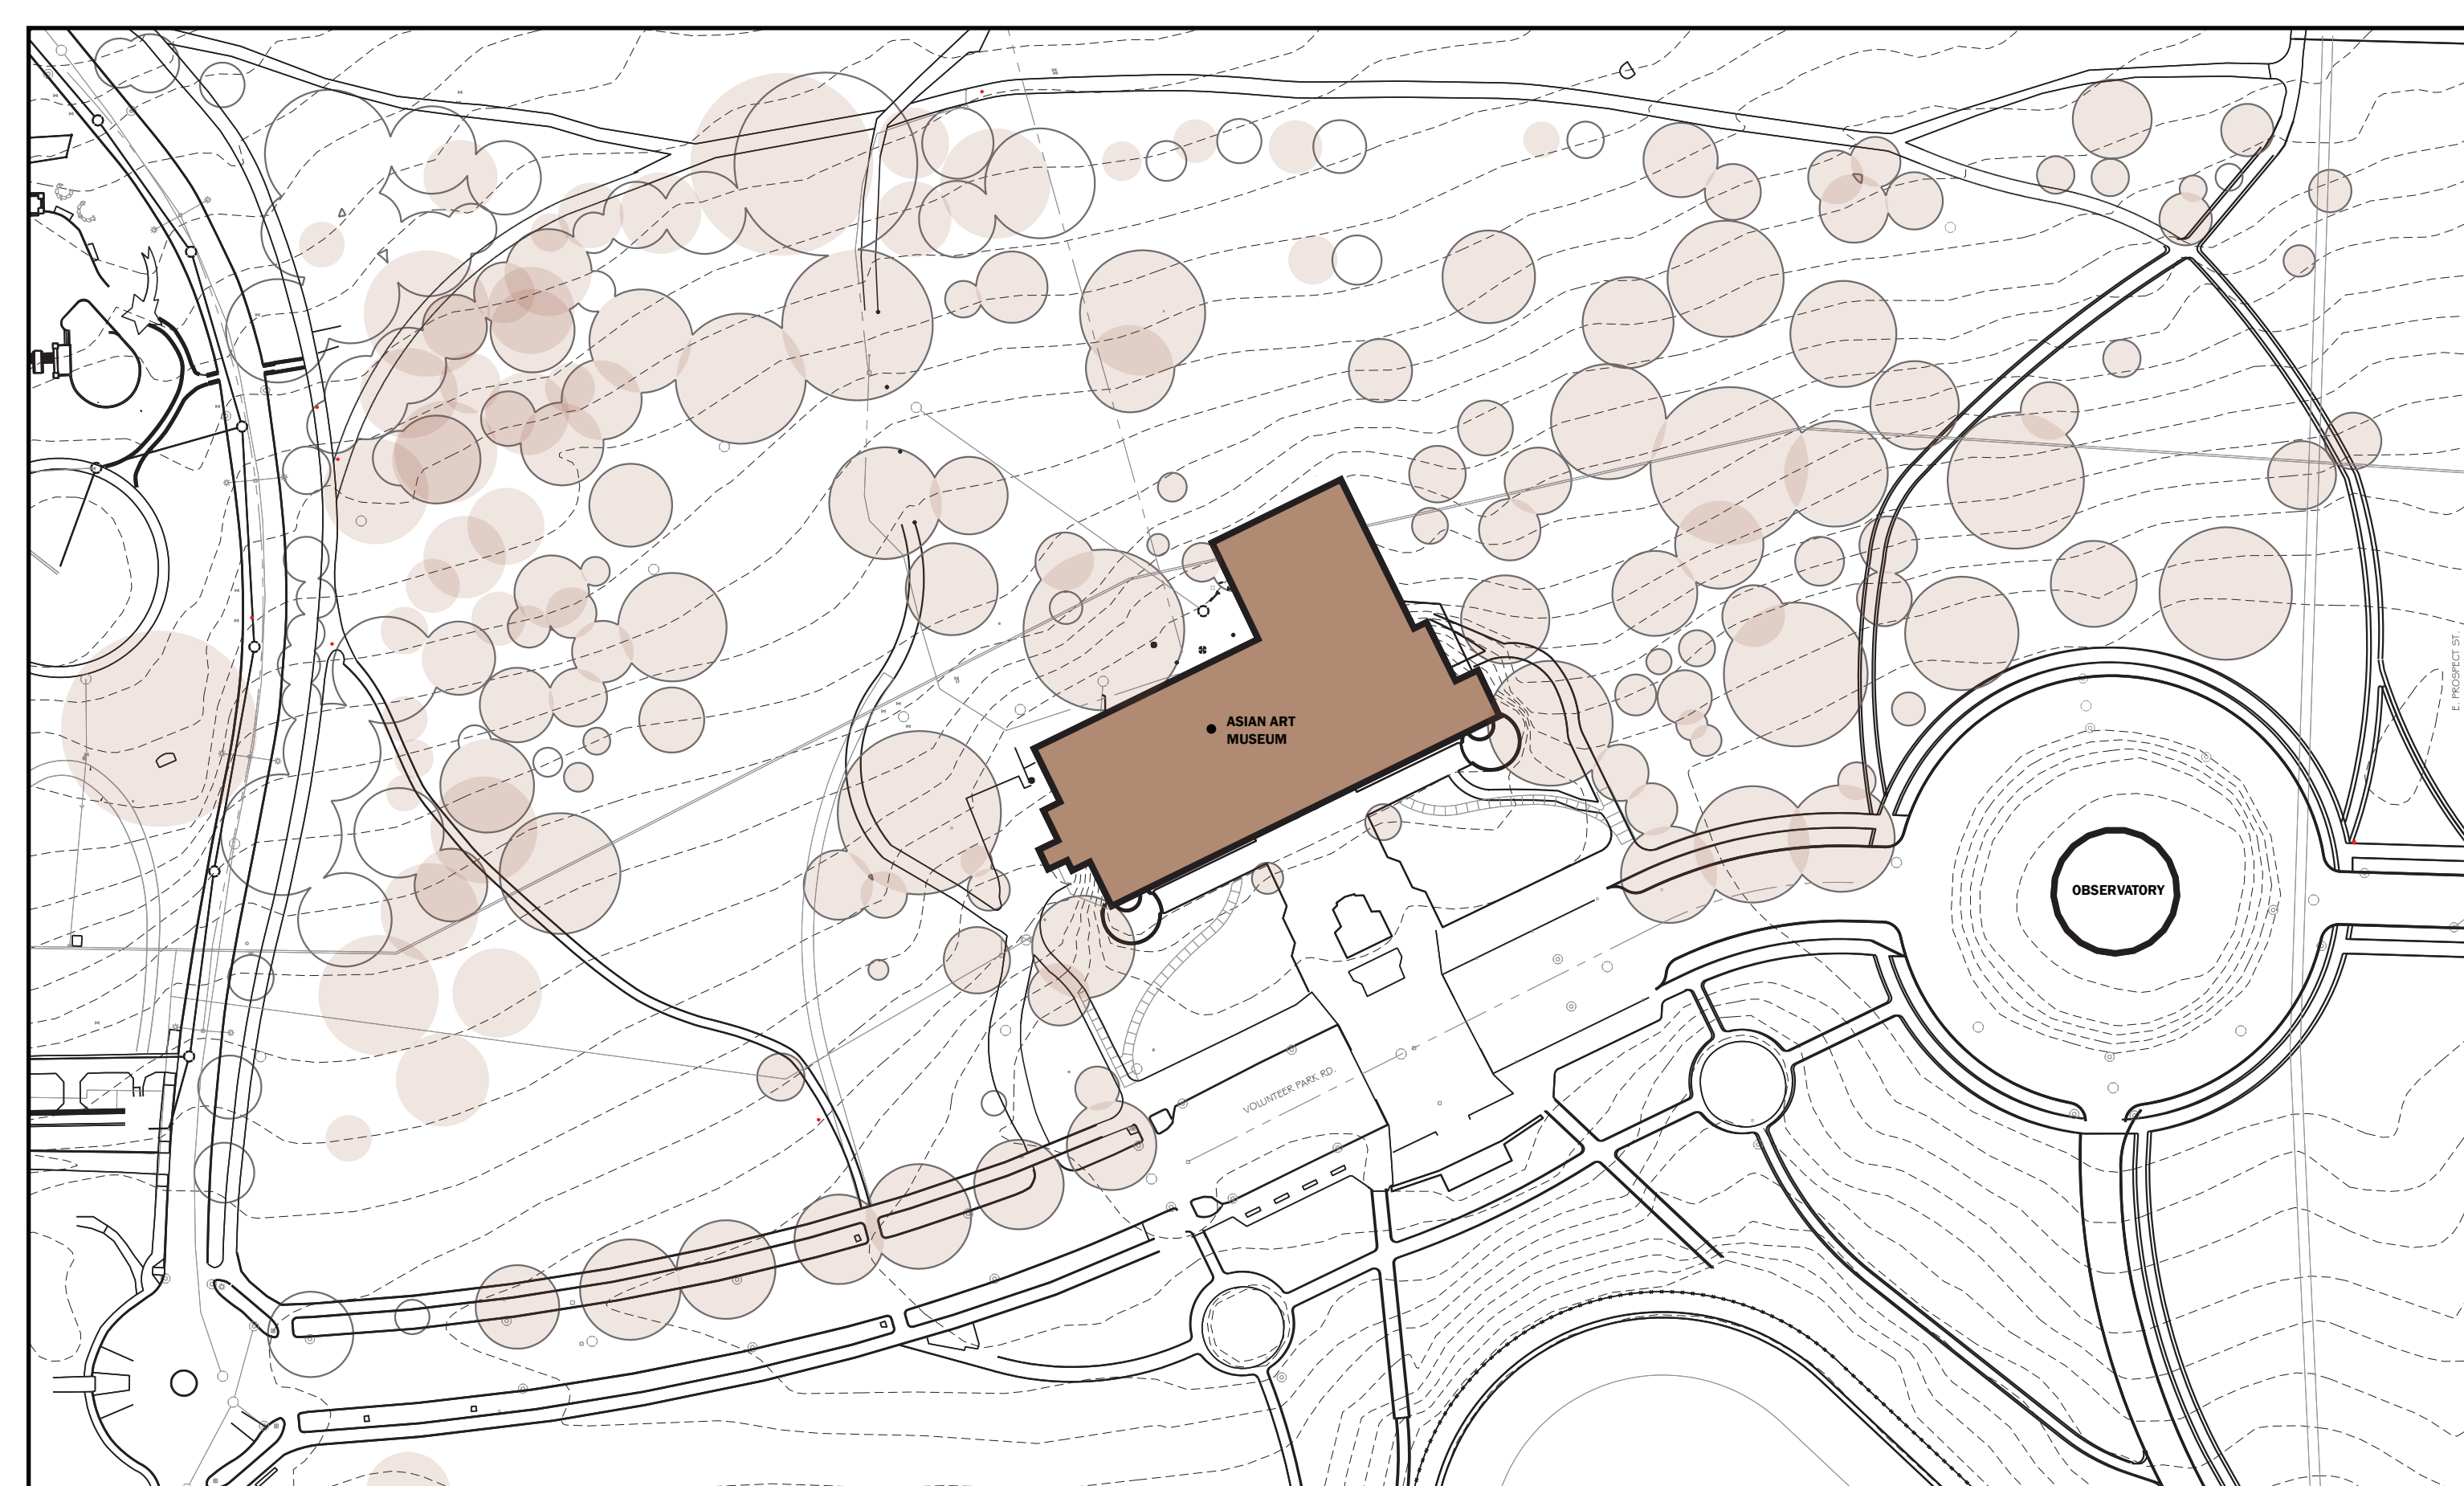 E. PROSPECT ST.
ASIAN ART
MUSEUM
OBSERVATORY
VOLUNTEER PARK RD.